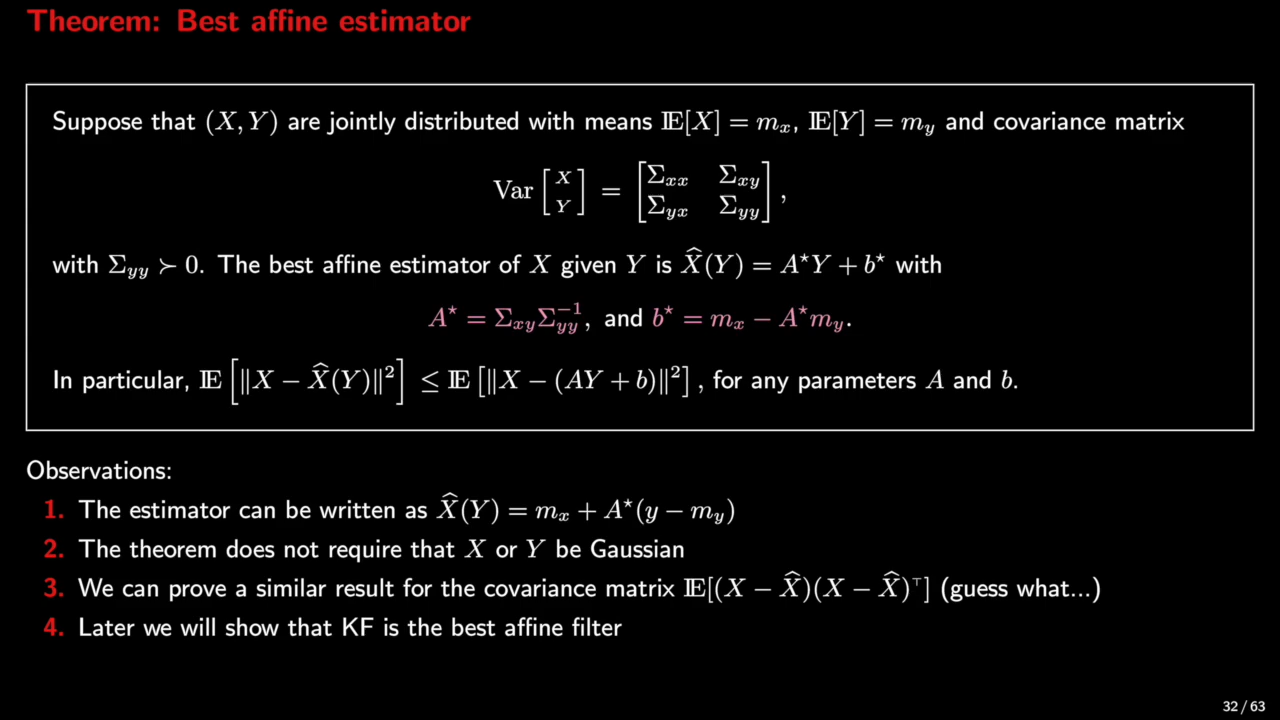 Theorem: Best affine estimator
Suppose that (X, Y) are jointly distributed with means 𝔼[X] = m_x, 𝔼[Y] = m_y and covariance matrix
Var [X; Y] = [Σ_xx Σ_xy; Σ_yx Σ_yy],
with Σ_yy ≻ 0. The best affine estimator of X given Y is X̂(Y) = A*Y + b* with
A* = Σ_xy Σ_yy^{-1}, and b* = m_x − A*m_y.
In particular, 𝔼[‖X − X̂(Y)‖²] ≤ 𝔼[‖X − (AY + b)‖²], for any parameters A and b.
Observations:
1. The estimator can be written as X̂(Y) = m_x + A*(y − m_y)
2. The theorem does not require that X or Y be Gaussian
3. We can prove a similar result for the covariance matrix 𝔼[(X − X̂)(X − X̂)^⊤] (guess what...)
4. Later we will show that KF is the best affine filter
32 / 63